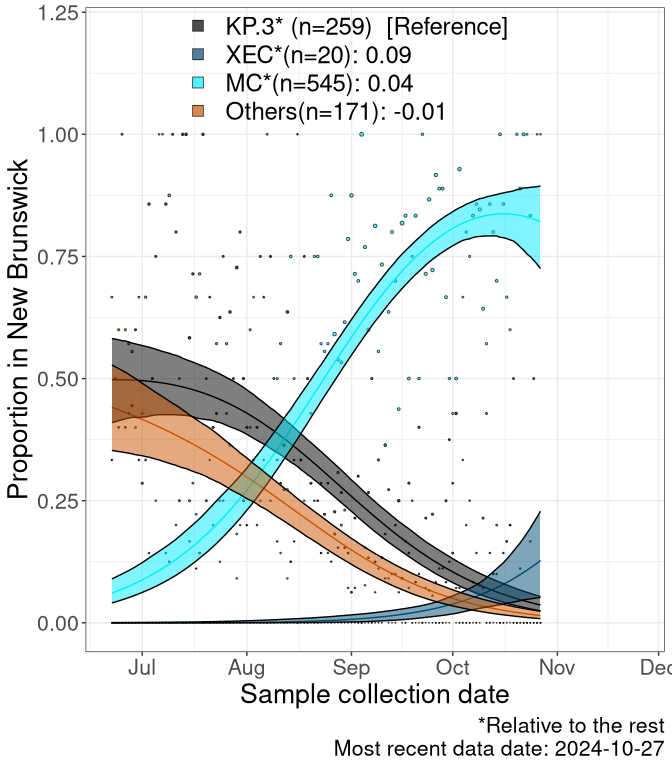 KP.3* (n=259)  [Reference]
XEC*(n=20): 0.09
MC*(n=545): 0.04
Others(n=171): -0.01
Proportion in New Brunswick
1.25
1.00
0.75
0.50
0.25
0.00
Jul Aug Sep Oct Nov Dec
Sample collection date
*Relative to the rest
Most recent data date: 2024-10-27